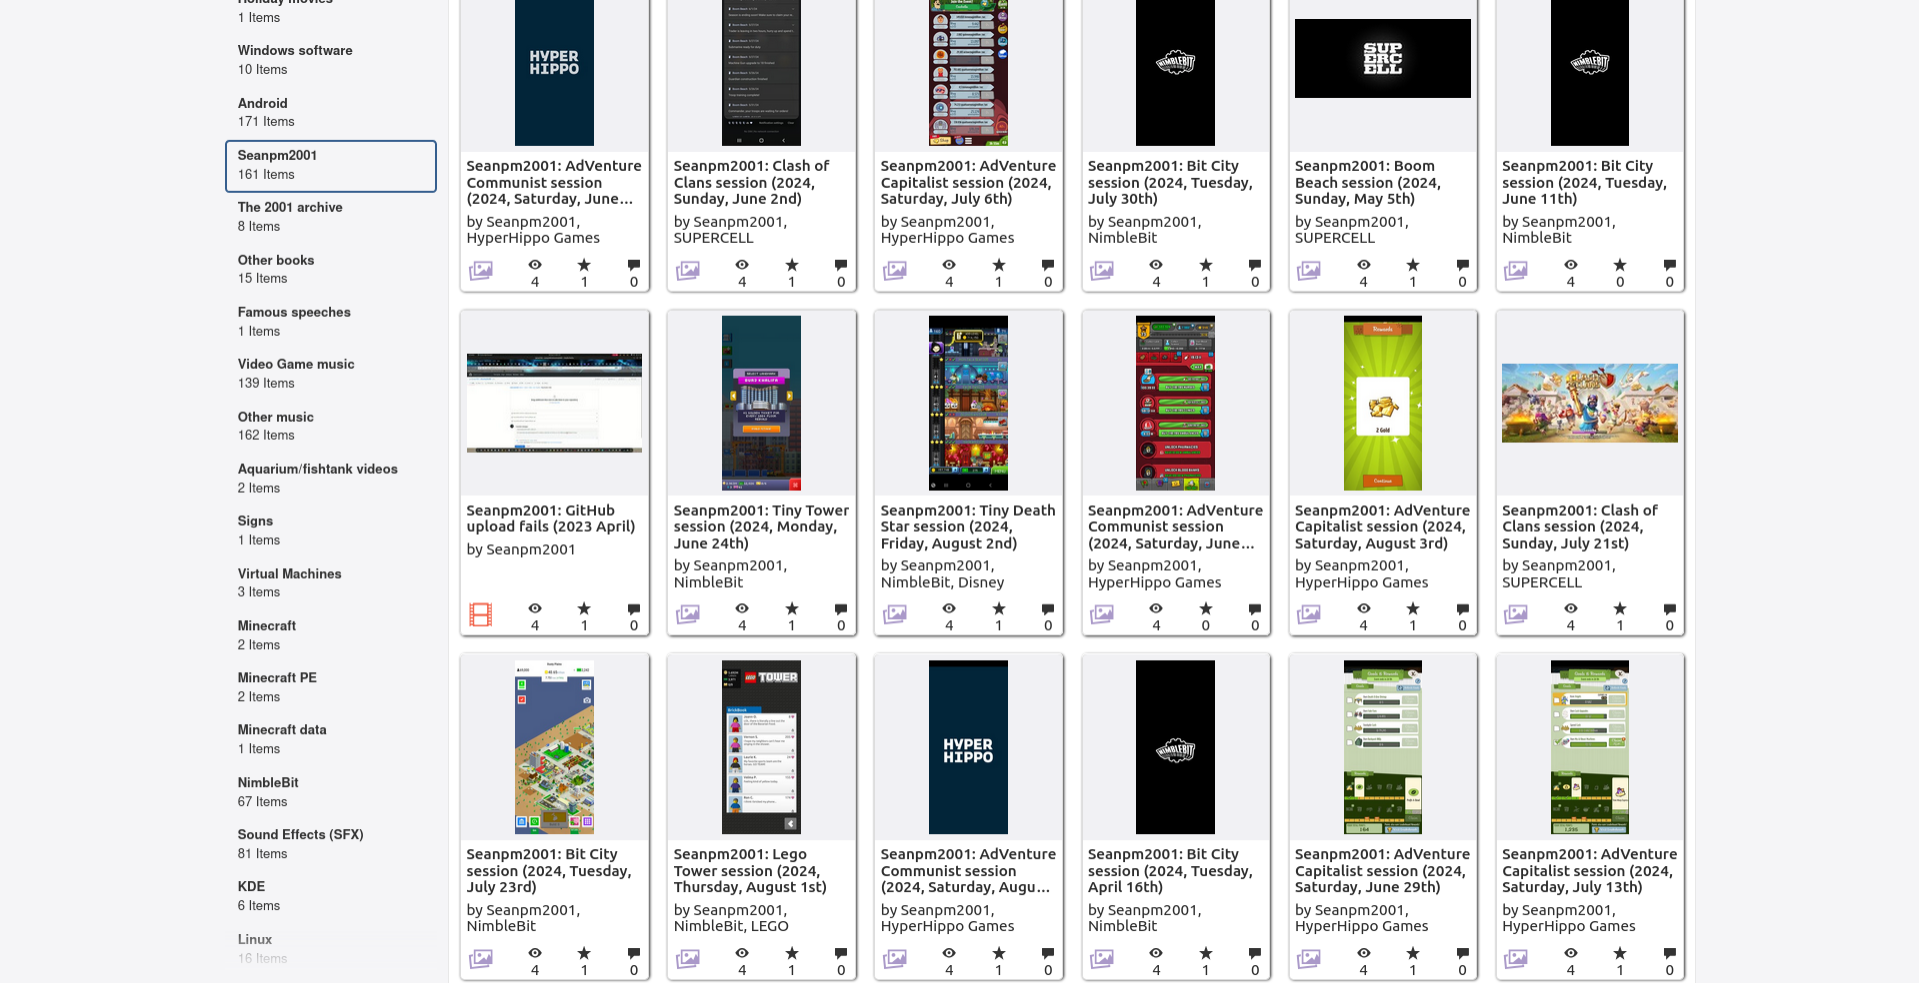 Holiday movies
1 Items
Windows software
10 Items
Android
171 Items
Seanpm2001
161 Items
The 2001 archive
8 Items
Other books
15 Items
Famous speeches
1 Items
Video Game music
139 Items
Other music
162 Items
Aquarium/fishtank videos
2 Items
Signs
1 Items
Virtual Machines
3 Items
Minecraft
2 Items
Minecraft PE
2 Items
Minecraft data
1 Items
NimbleBit
67 Items
Sound Effects (SFX)
81 Items
KDE
6 Items
Linux
16 Items
HYPER
HIPPO
Seanpm2001: AdVenture
Communist session
(2024, Saturday, June...
by Seanpm2001,
HyperHippo Games
4 1 0
Seanpm2001: Clash of
Clans session (2024,
Sunday, June 2nd)
by Seanpm2001,
SUPERCELL
4 1 0
Seanpm2001: AdVenture
Capitalist session (2024,
Saturday, July 6th)
by Seanpm2001,
HyperHippo Games
4 1 0
NIMBLEBIT
Seanpm2001: Bit City
session (2024, Tuesday,
July 30th)
by Seanpm2001,
NimbleBit
4 1 0
SUP
ERC
ELL
Seanpm2001: Boom
Beach session (2024,
Sunday, May 5th)
by Seanpm2001,
SUPERCELL
4 1 0
NIMBLEBIT
Seanpm2001: Bit City
session (2024, Tuesday,
June 11th)
by Seanpm2001,
NimbleBit
4 0 0
Seanpm2001: GitHub
upload fails (2023 April)
by Seanpm2001
4 1 0
Seanpm2001: Tiny Tower
session (2024, Monday,
June 24th)
by Seanpm2001,
NimbleBit
4 1 0
Seanpm2001: Tiny Death
Star session (2024,
Friday, August 2nd)
by Seanpm2001,
NimbleBit, Disney
4 1 0
Seanpm2001: AdVenture
Communist session
(2024, Saturday, June...
by Seanpm2001,
HyperHippo Games
4 0 0
Rewards
2 Gold
Continue
Seanpm2001: AdVenture
Capitalist session (2024,
Saturday, August 3rd)
by Seanpm2001,
HyperHippo Games
4 1 0
Seanpm2001: Clash of
Clans session (2024,
Sunday, July 21st)
by Seanpm2001,
SUPERCELL
4 1 0
Seanpm2001: Bit City
session (2024, Tuesday,
July 23rd)
by Seanpm2001,
NimbleBit
4 1 0
LEGO TOWER
Seanpm2001: Lego
Tower session (2024,
Thursday, August 1st)
by Seanpm2001,
NimbleBit, LEGO
4 1 0
HYPER
HIPPO
Seanpm2001: AdVenture
Communist session
(2024, Saturday, Augu...
by Seanpm2001,
HyperHippo Games
4 1 0
NIMBLEBIT
Seanpm2001: Bit City
session (2024, Tuesday,
April 16th)
by Seanpm2001,
NimbleBit
4 1 0
Seanpm2001: AdVenture
Capitalist session (2024,
Saturday, June 29th)
by Seanpm2001,
HyperHippo Games
4 1 0
Seanpm2001: AdVenture
Capitalist session (2024,
Saturday, July 13th)
by Seanpm2001,
HyperHippo Games
4 1 0